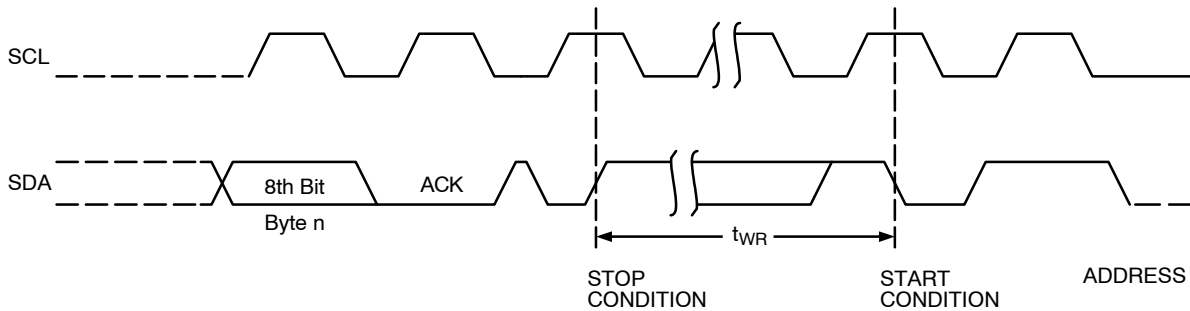 SCL
SDA
8th Bit
ACK
Byte n
tWR
STOP
CONDITION
START
CONDITION
ADDRESS